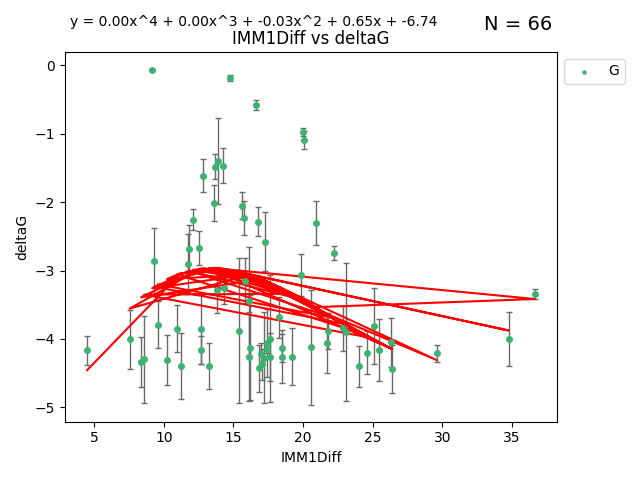 y = 0.00x^4 + 0.00x^3 + -0.03x^2 + 0.65x + -6.74
N = 66
IMM1Diff vs deltaG
G
0
−1
−2
−3
−4
−5
deltaG
5 10 15 20 25 30 35
IMM1Diff